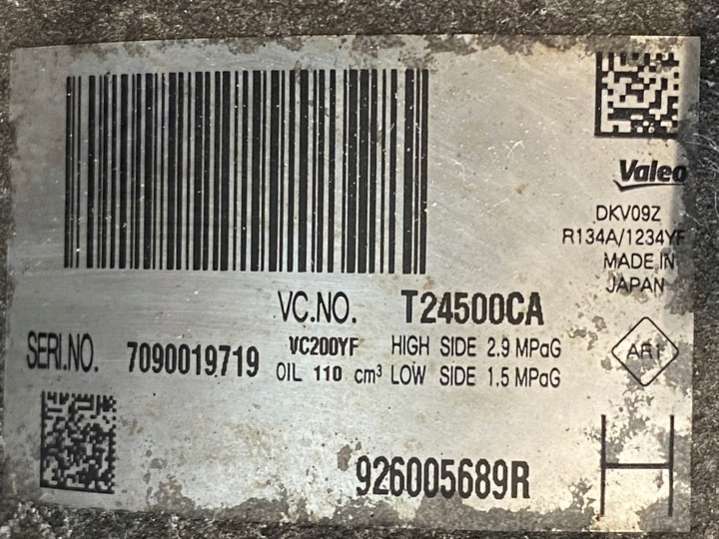 Valeo
DKV09Z
R134A/1234YF
MADE IN
JAPAN
VC.NO. T24500CA
SERI.NO. 7090019719
VC200YF HIGH SIDE 2.9 MPaG
OIL 110 cm³ LOW SIDE 1.5 MPaG
AR1
926005689R
H